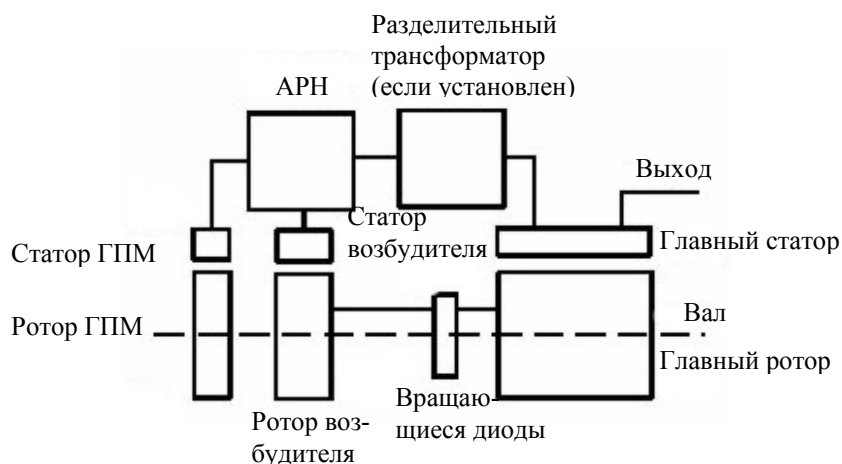 Разделительный
трансформатор
(если установлен)
АРН
Выход
Статор
возбудителя
Статор ГПМ
Главный статор
Ротор ГПМ
Вал
Главный ротор
Ротор воз-
будителя
Вращаю-
щиеся диоды